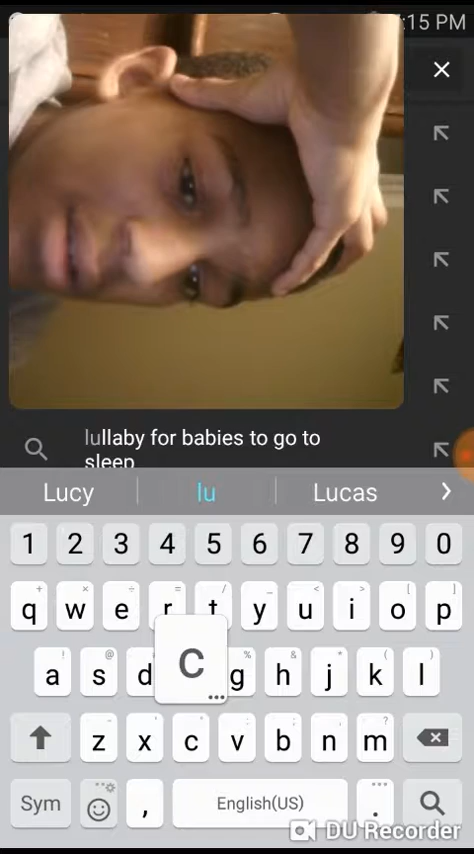 :15 PM
lullaby for babies to go to
sleep
Lucy lu Lucas
1 2 3 4 5 6 7 8 9 0
+ × ÷ = / _ < > [ ]
q w e r t y u i o p
! @ % & * ( )
a s d C g h j k l
- ' " : ; , ?
z x c v b n m
Sym , English(US) .
DU Recorder